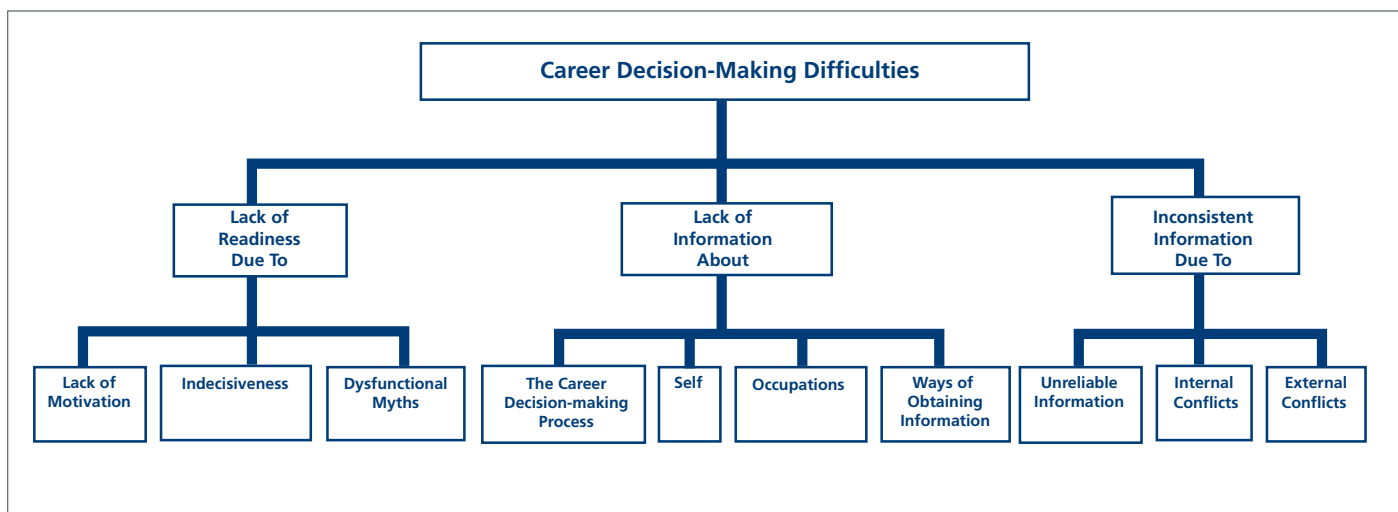 Career Decision-Making Difficulties
Lack of
Readiness
Due To
Lack of
Information
About
Inconsistent
Information
Due To
Lack of
Motivation
Indecisiveness
Dysfunctional
Myths
The Career
Decision-making
Process
Self
Occupations
Ways of
Obtaining
Information
Unreliable
Information
Internal
Conflicts
External
Conflicts